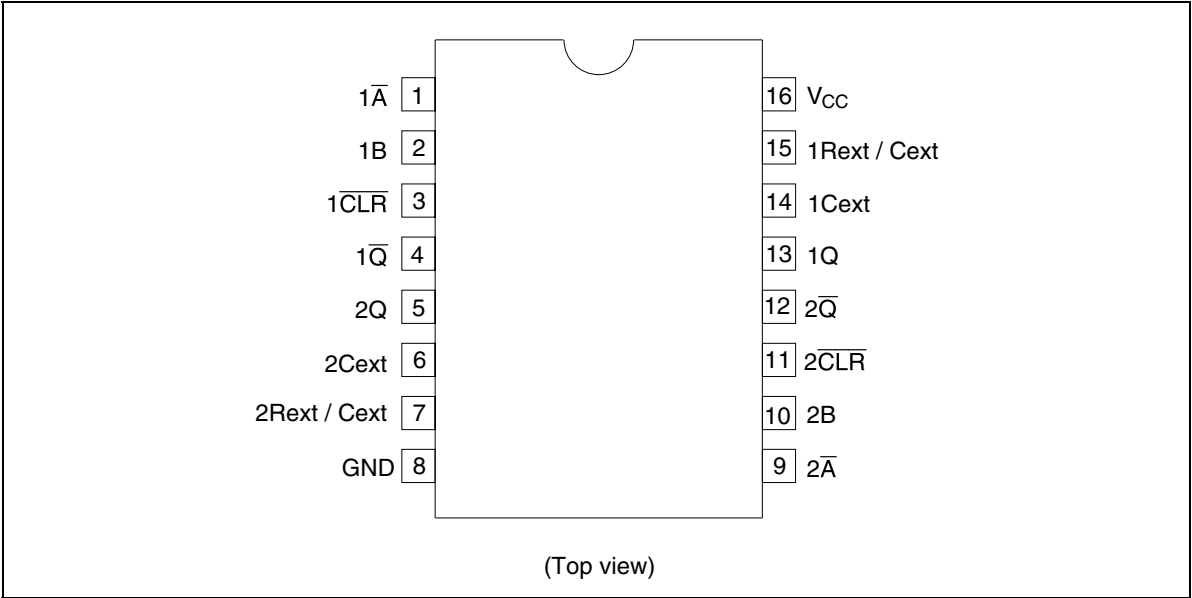 1A̅ 1 16 VCC
1B 2 15 1Rext / Cext
1C̅L̅R̅ 3 14 1Cext
1Q̅ 4 13 1Q
2Q 5 12 2Q̅
2Cext 6 11 2C̅L̅R̅
2Rext / Cext 7 10 2B
GND 8 9 2A̅
(Top view)